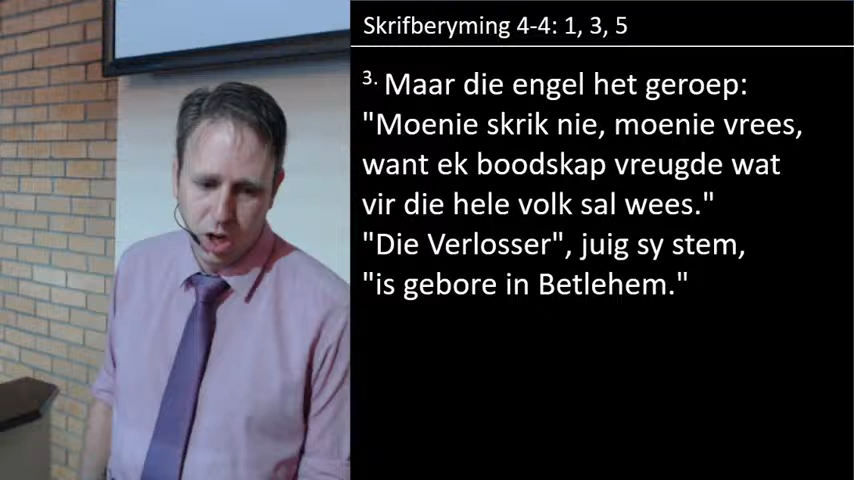 Skrifberyming 4-4: 1, 3, 5
3. Maar die engel het geroep:
"Moenie skrik nie, moenie vrees,
want ek boodskap vreugde wat
vir die hele volk sal wees."
"Die Verlosser", juig sy stem,
"is gebore in Betlehem."